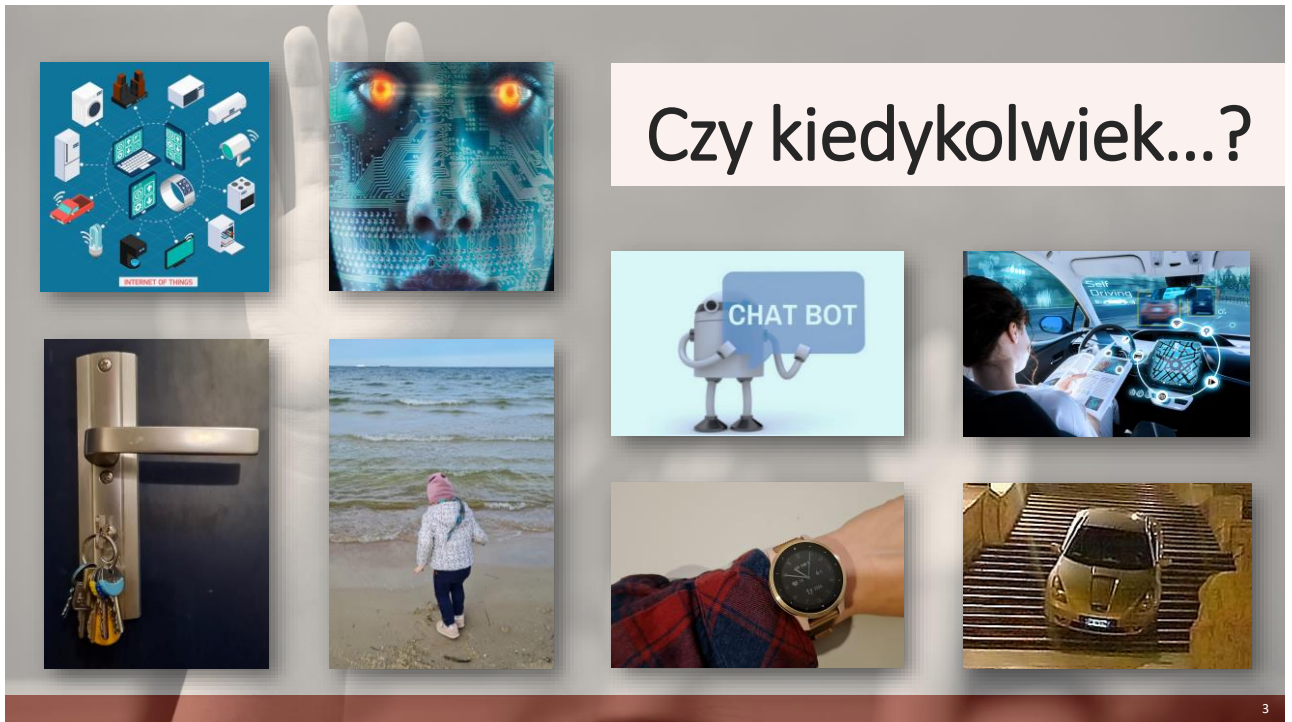 Czy kiedykolwiek...?
INTERNET OF THINGS
CHAT BOT
Self
Driving
3